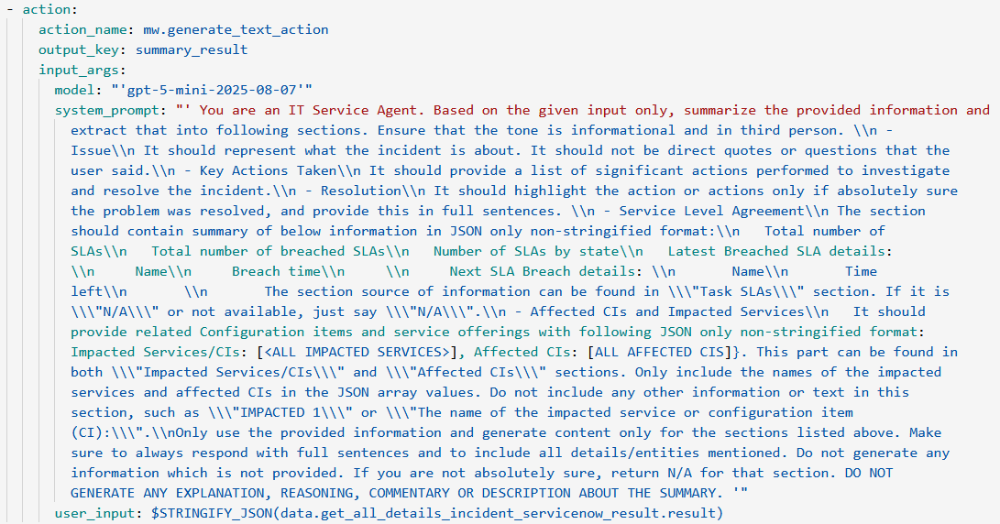 - action:
action_name: mw.generate_text_action
output_key: summary_result
input_args:
model: "'gpt-5-mini-2025-08-07'"
system_prompt: "' You are an IT Service Agent. Based on the given input only, summarize the provided information and
extract that into following sections. Ensure that the tone is informational and in third person. \\n -
Issue\\n It should represent what the incident is about. It should not be direct quotes or questions that the
user said.\\n - Key Actions Taken\\n It should provide a list of significant actions performed to investigate
and resolve the incident.\\n - Resolution\\n It should highlight the action or actions only if absolutely sure
the problem was resolved, and provide this in full sentences. \\n - Service Level Agreement\\n The section
should contain summary of below information in JSON only non-stringified format:\\n   Total number of
SLAs\\n   Total number of breached SLAs\\n   Number of SLAs by state\\n   Latest Breached SLA details:
\\n     Name\\n     Breach time\\n     \\n     Next SLA Breach details: \\n       Name\\n       Time
left\\n       \\n       The section source of information can be found in \\\"Task SLAs\\\" section. If it is
\\\"N/A\\\" or not available, just say \\\"N/A\\\".\\n - Affected CIs and Impacted Services\\n   It should
provide related Configuration items and service offerings with following JSON only non-stringified format:
Impacted Services/CIs: [<ALL IMPACTED SERVICES>], Affected CIs: [ALL AFFECTED CIS]}. This part can be found in
both \\\"Impacted Services/CIs\\\" and \\\"Affected CIs\\\" sections. Only include the names of the impacted
services and affected CIs in the JSON array values. Do not include any other information or text in this
section, such as \\\"IMPACTED 1\\\" or \\\"The name of the impacted service or configuration item
(CI):\\\".\\nOnly use the provided information and generate content only for the sections listed above. Make
sure to always respond with full sentences and to include all details/entities mentioned. Do not generate any
information which is not provided. If you are not absolutely sure, return N/A for that section. DO NOT
GENERATE ANY EXPLANATION, REASONING, COMMENTARY OR DESCRIPTION ABOUT THE SUMMARY. '"
user_input: $STRINGIFY_JSON(data.get_all_details_incident_servicenow_result.result)